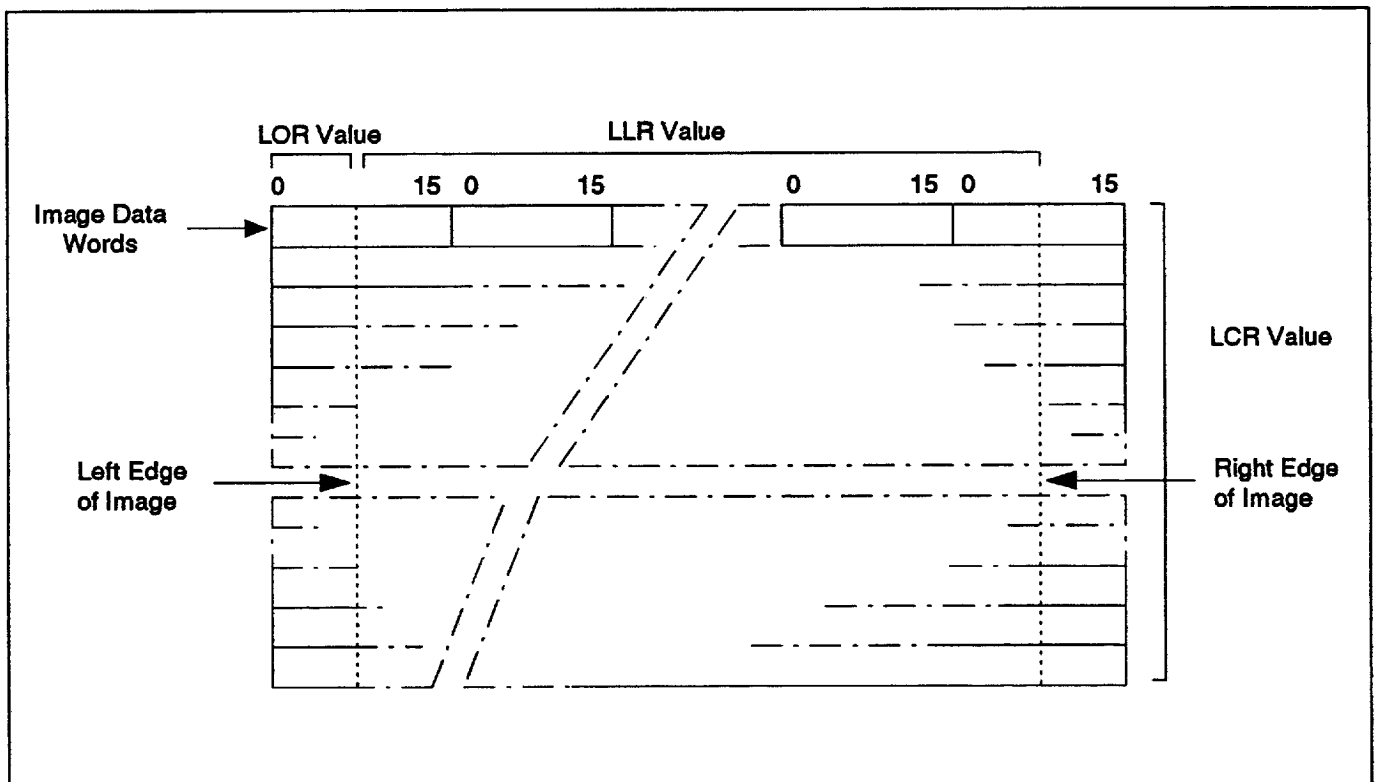 LOR Value
LLR Value
0 15 0 15 0 15 0 15
Image Data
Words
LCR Value
Left Edge
of Image
Right Edge
of Image